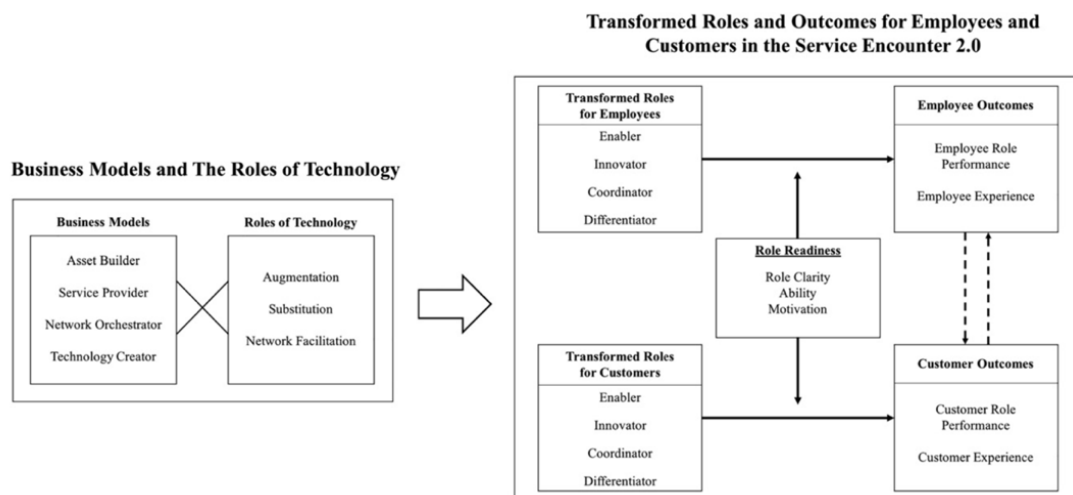 Transformed Roles and Outcomes for Employees and
Customers in the Service Encounter 2.0
Business Models and The Roles of Technology
Business Models
Asset Builder
Service Provider
Network Orchestrator
Technology Creator
Roles of Technology
Augmentation
Substitution
Network Facilitation
Transformed Roles
for Employees
Enabler
Innovator
Coordinator
Differentiator
Employee Outcomes
Employee Role
Performance
Employee Experience
Role Readiness
Role Clarity
Ability
Motivation
Transformed Roles
for Customers
Enabler
Innovator
Coordinator
Differentiator
Customer Outcomes
Customer Role
Performance
Customer Experience